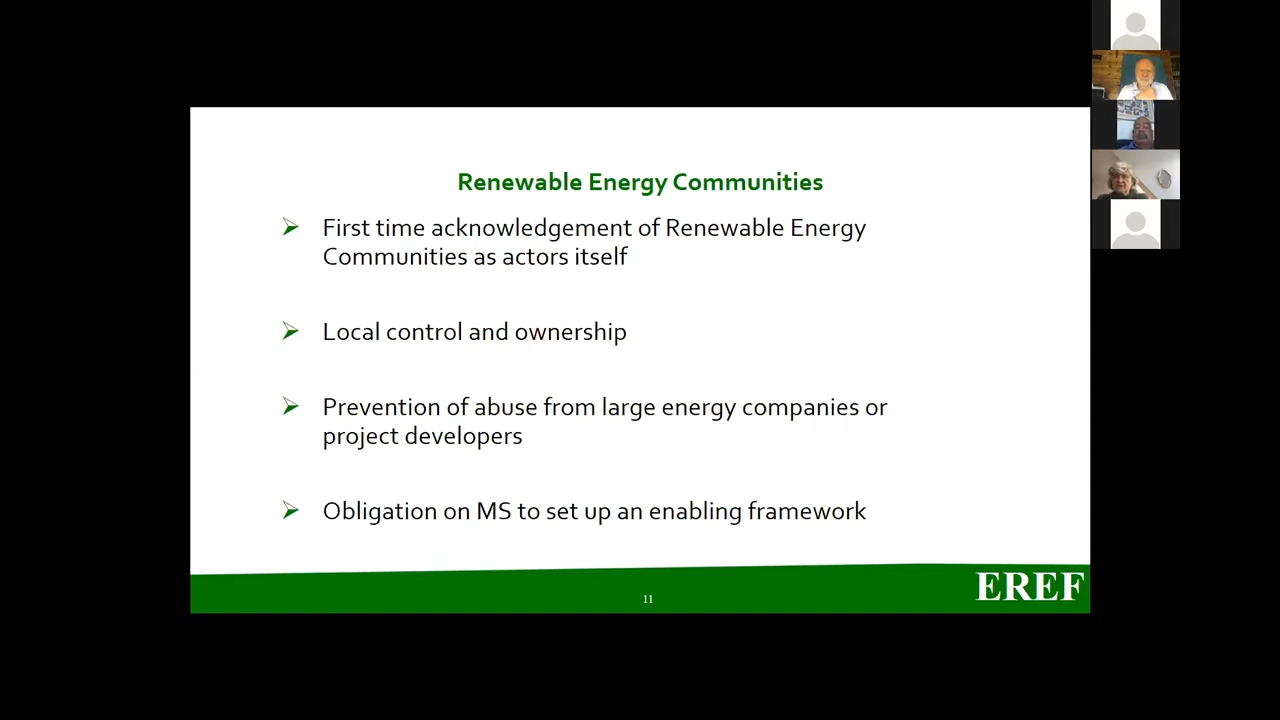 Renewable Energy Communities
First time acknowledgement of Renewable Energy
Communities as actors itself
Local control and ownership
Prevention of abuse from large energy companies or
project developers
Obligation on MS to set up an enabling framework
11
EREF